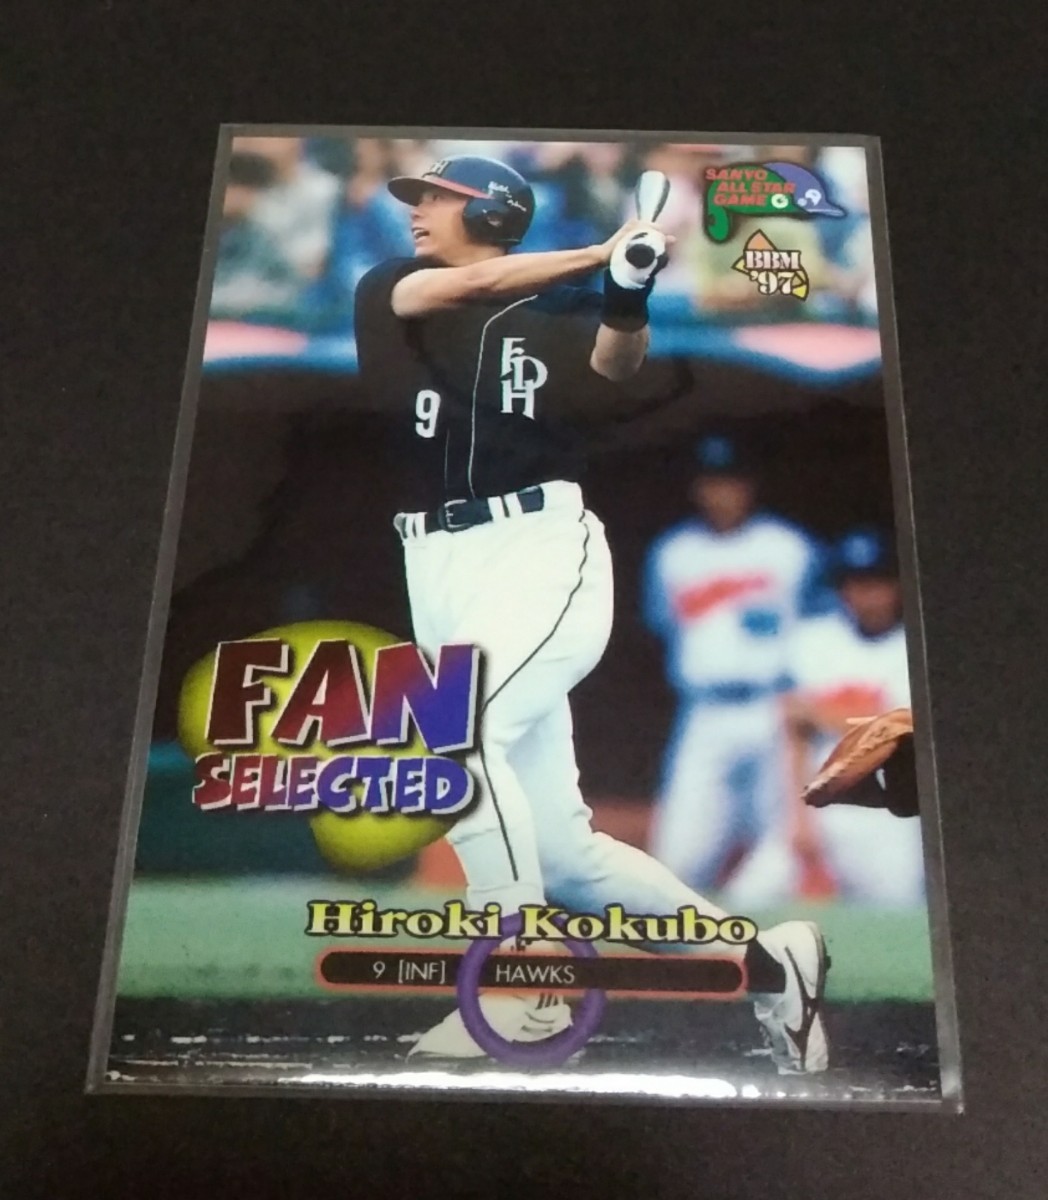 SANYO
ALL STAR
GAME
BBM
'97
H
FDH
9
FAN
SELECTED
Hiroki Kokubo
9 [INF] HAWKS